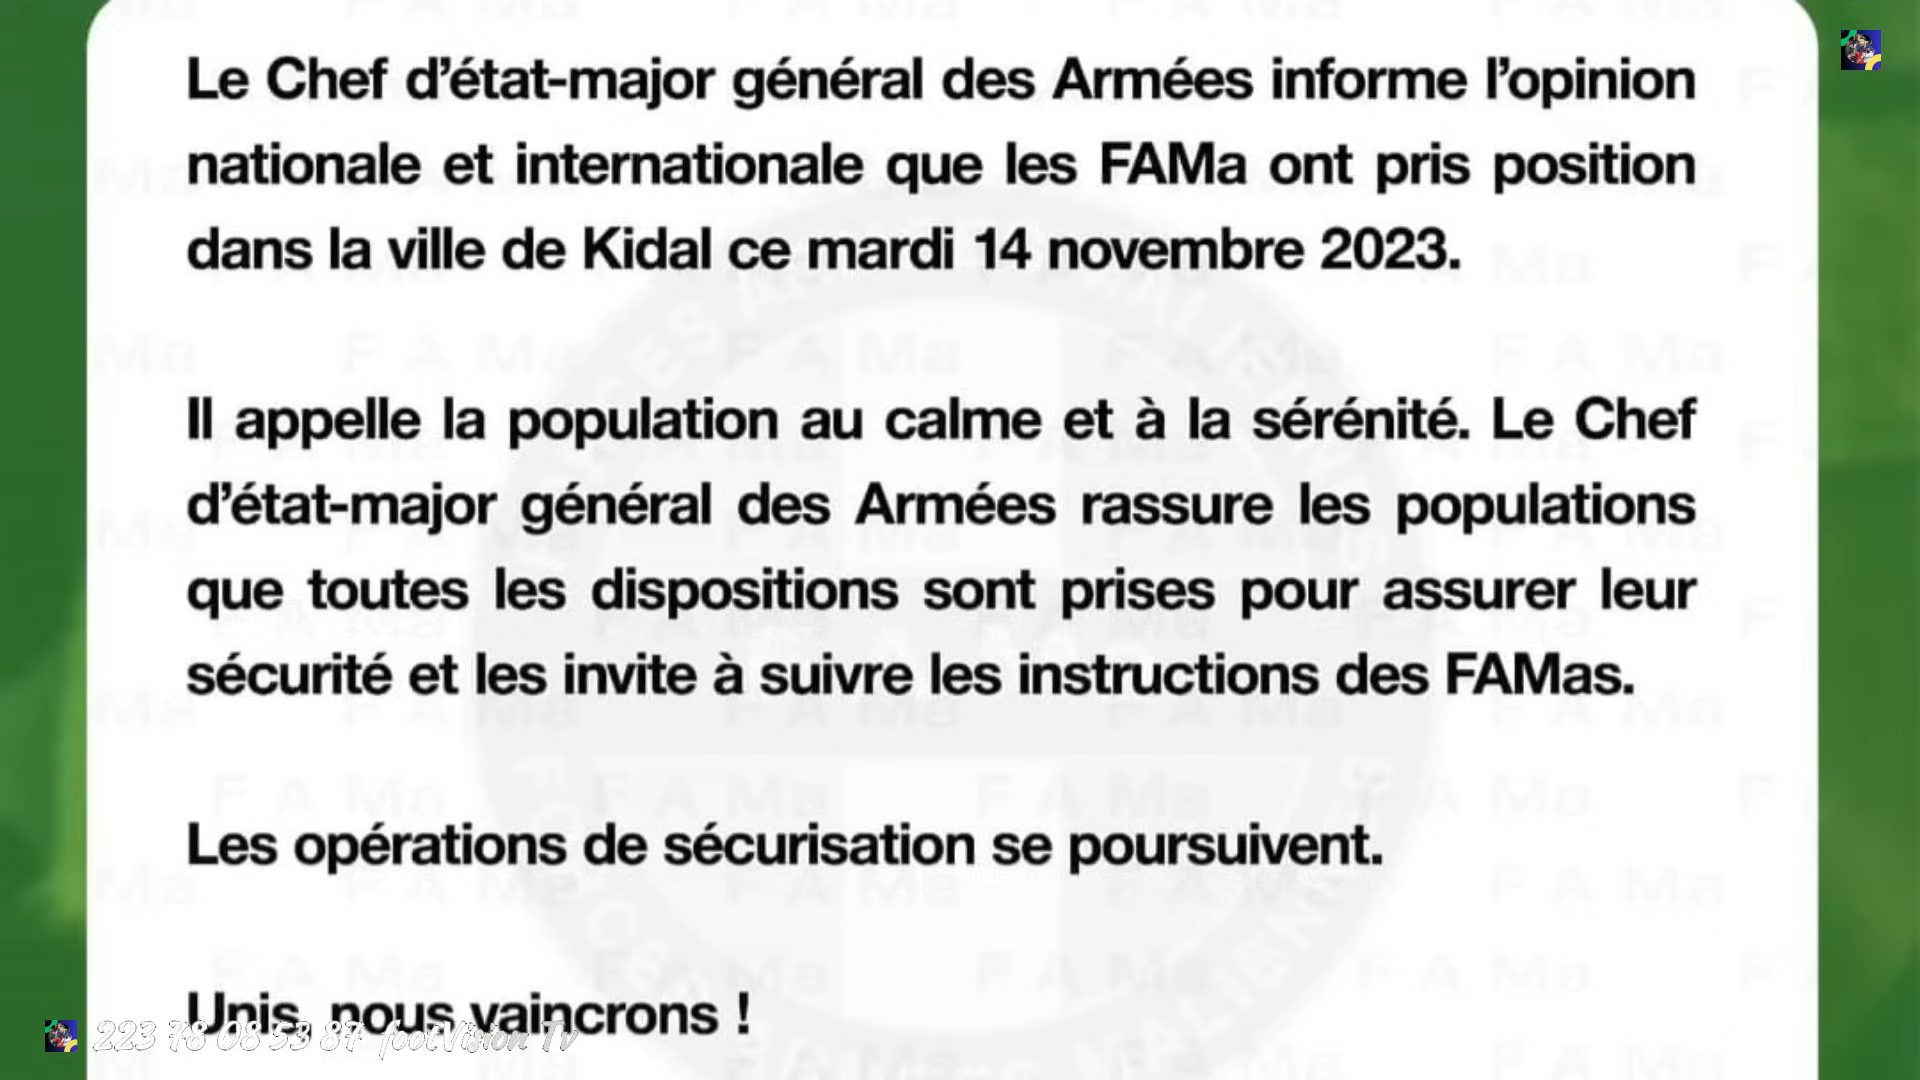 Le Chef d’état-major général des Armées informe l’opinion
nationale et internationale que les FAMa ont pris position
dans la ville de Kidal ce mardi 14 novembre 2023.
Il appelle la population au calme et à la sérénité. Le Chef
d’état-major général des Armées rassure les populations
que toutes les dispositions sont prises pour assurer leur
sécurité et les invite à suivre les instructions des FAMas.
Les opérations de sécurisation se poursuivent.
Unis, nous vaincrons !
223 78 08 53 87 footVision Tv